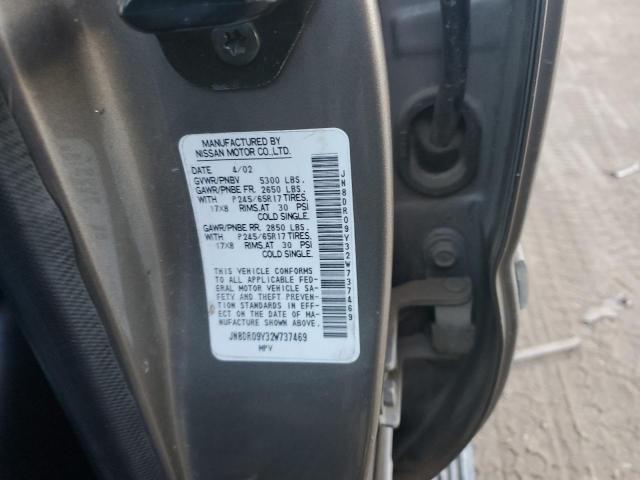 MANUFACTURED BY
NISSAN MOTOR CO.,LTD.
DATE 4/02
GVWR/PNBV 5300 LBS.
GAWR/PNBE FR. 2650 LBS.
WITH P245/65R17 TIRES,
17X8 RIMS,AT 30 PSI
COLD SINGLE.
GAWR/PNBE RR. 2850 LBS.
WITH P245/65R17 TIRES,
17X8 RIMS,AT 30 PSI
COLD SINGLE.
THIS VEHICLE CONFORMS
TO ALL APPLICABLE FED-
ERAL MOTOR VEHICLE SA-
FETY AND THEFT PREVEN-
TION STANDARDS IN EFF-
ECT ON THE DATE OF MA-
NUFACTURE SHOWN ABOVE.
JN8DR09V32W737469
MPV
JN8DR09V32W737469